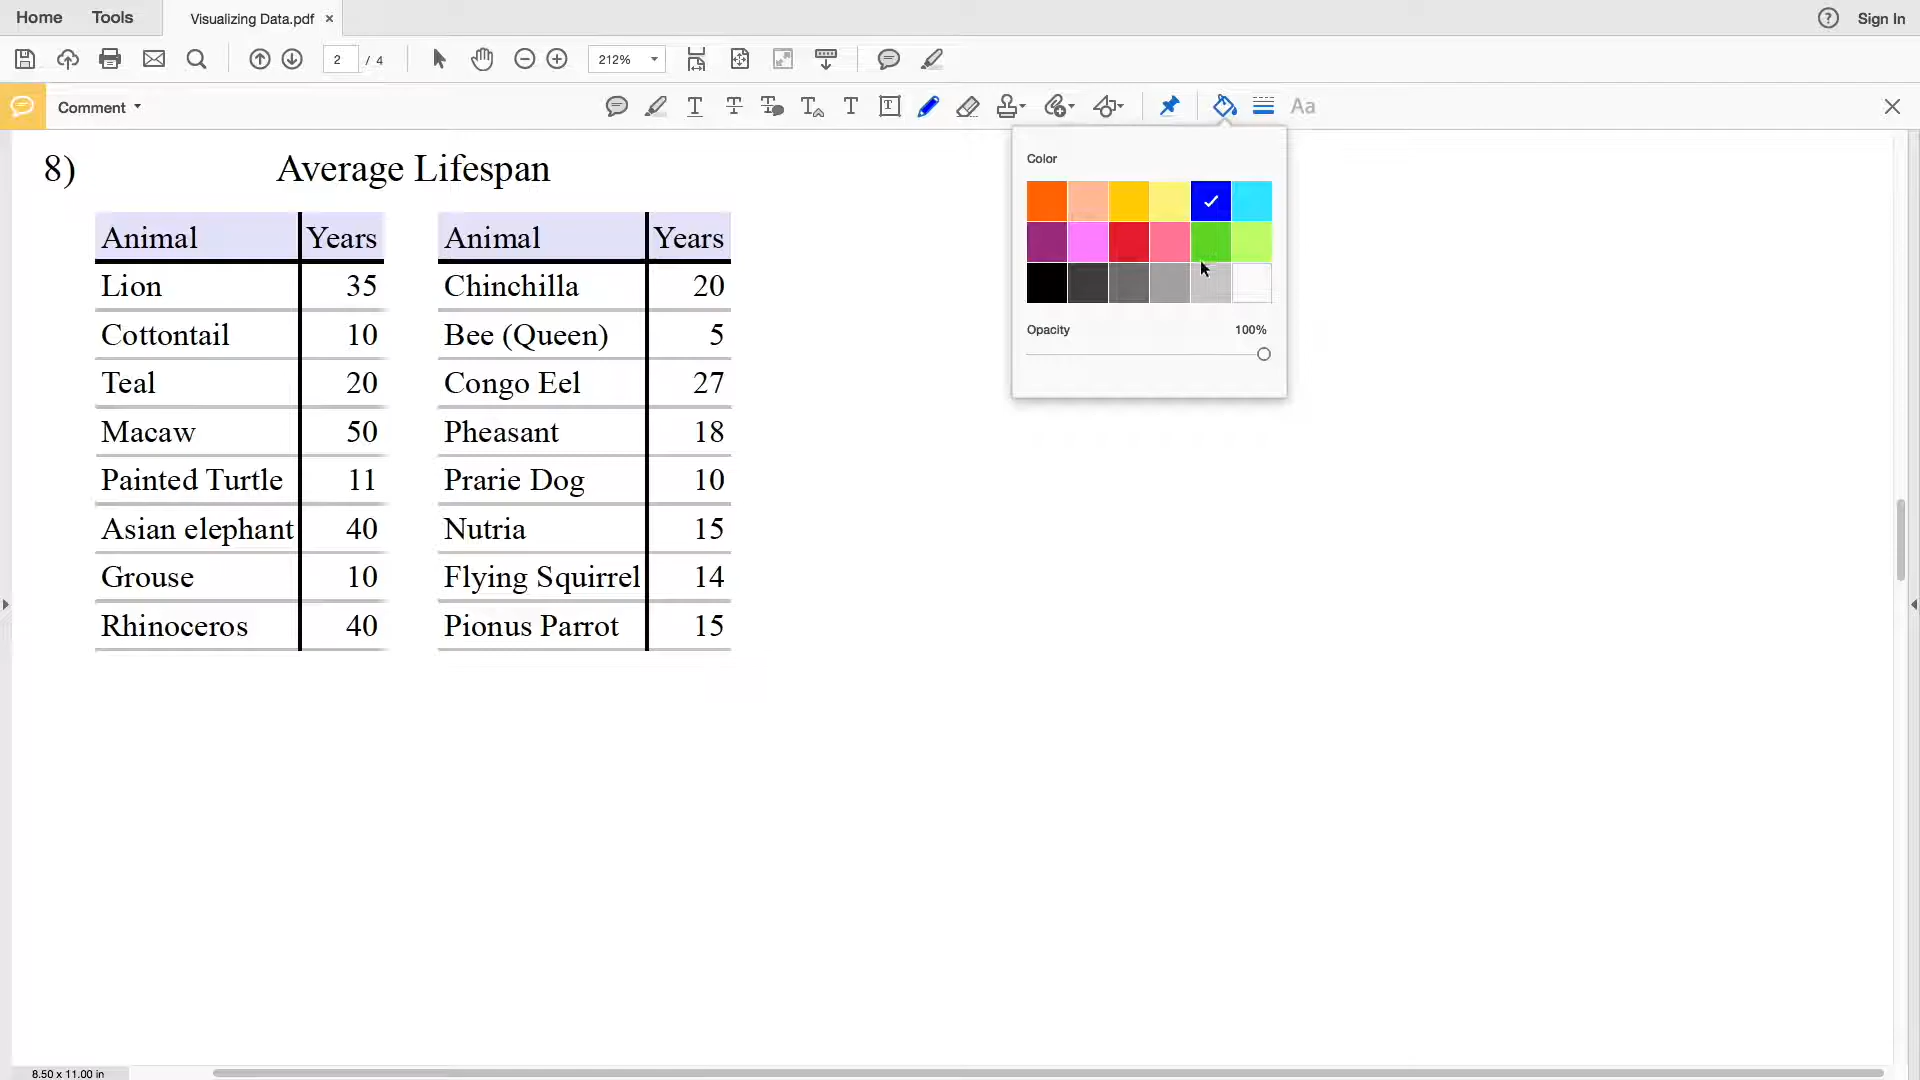 Home Tools Visualizing Data.pdf × ? Sign In
2 / 4 212%
Comment T T T T T T Aa
8) Average Lifespan
Color
Animal Years Animal Years
Lion 35 Chinchilla 20
Opacity 100%
Cottontail 10 Bee (Queen) 5
Teal 20 Congo Eel 27
Macaw 50 Pheasant 18
Painted Turtle 11 Prarie Dog 10
Asian elephant 40 Nutria 15
Grouse 10 Flying Squirrel 14
Rhinoceros 40 Pionus Parrot 15
8.50 x 11.00 in